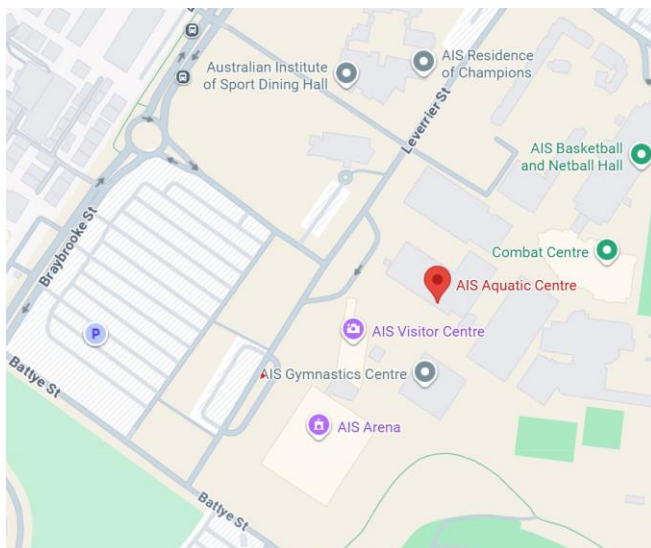 Australian Institute
of Sport Dining Hall
AIS Residence
of Champions
Leverrier St
AIS Basketball
and Netball Hall
Braybrooke St
Combat Centre
AIS Aquatic Centre
P
AIS Visitor Centre
Battye St
AIS Gymnastics Centre
AIS Arena
Battye St